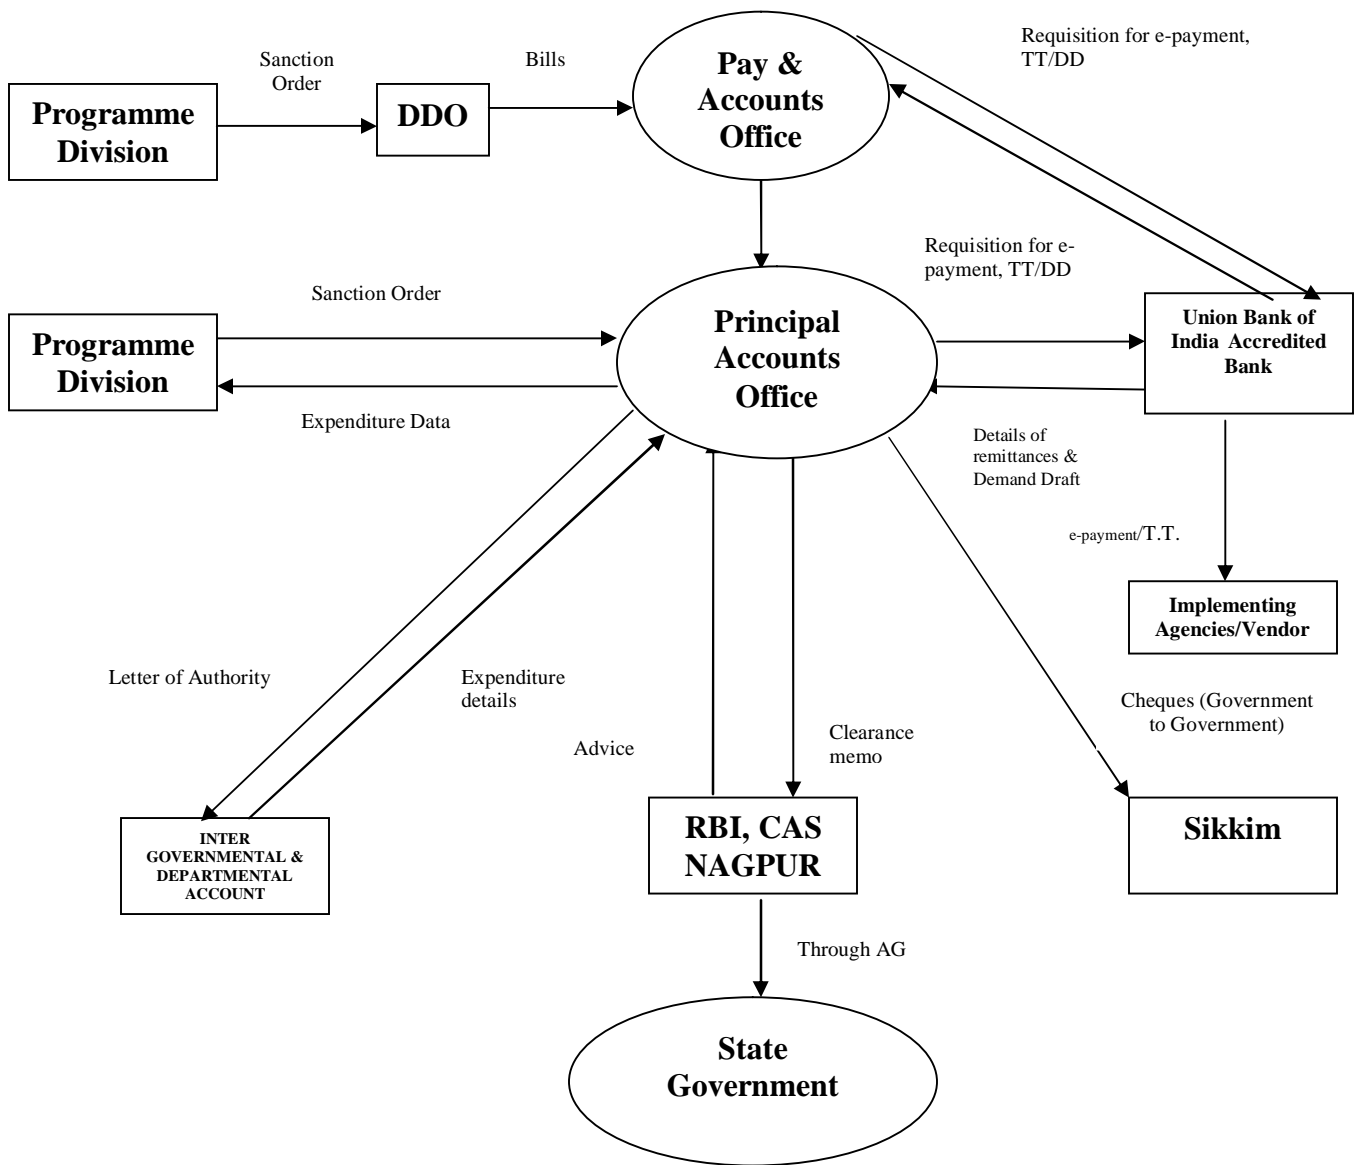 Requisition for e-payment,
TT/DD
Sanction
Order
Bills
Pay &
Accounts
Office
Programme
Division
DDO
Requisition for e-
payment, TT/DD
Sanction Order
Principal
Accounts
Office
Union Bank of
India Accredited
Bank
Programme
Division
Expenditure Data
Details of
remittances &
Demand Draft
e-payment/T.T.
Implementing
Agencies/Vendor
Letter of Authority
Expenditure
details
Cheques (Government
to Government)
Advice
Clearance
memo
INTER
GOVERNMENTAL &
DEPARTMENTAL
ACCOUNT
RBI, CAS
NAGPUR
Sikkim
Through AG
State
Government